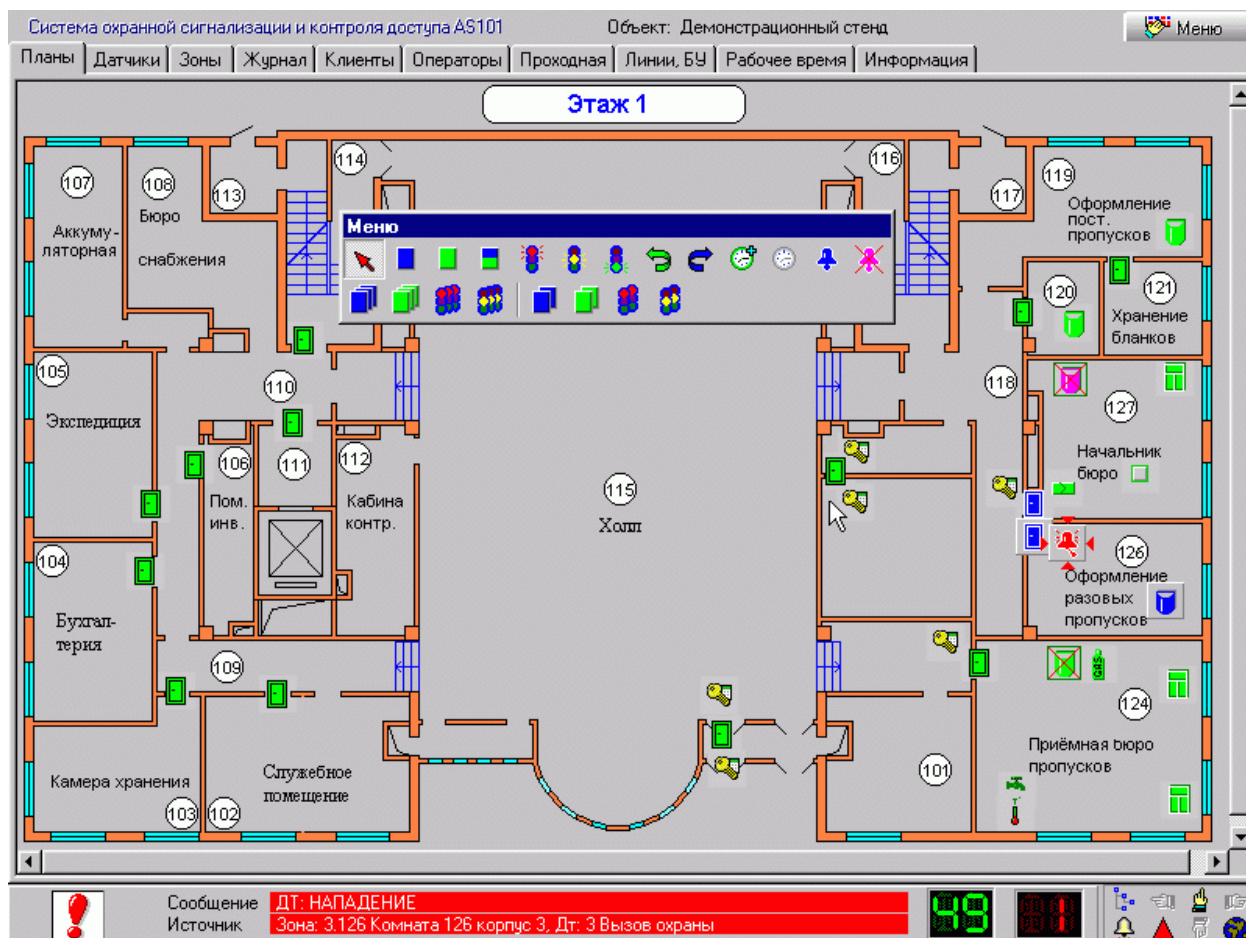 Система охранной сигнализации и контроля доступа AS101
Объект: Демонстрационный стенд
Меню
Планы
Датчики
Зоны
Журнал
Клиенты
Операторы
Проходная
Линии, БУ
Рабочее время
Информация
Этаж 1
107
Аккуму-
ляторная
108
Бюро
снабжения
113
114
116
117
119
Оформление
пост.
пропусков
Меню
120
121
Хранение
бланков
105
Экспедиция
110
118
127
Начальник
бюро
106
Пом.
инв.
111
112
Кабина
контр.
115
Холл
104
Бухгал-
терия
126
Оформление
разовых
пропусков
109
GAS
124
Приёмная бюро
пропусков
Камера хранения
103
102
Служебное
помещение
101
T°
Сообщение
ДТ: НАПАДЕНИЕ
Источник
Зона: 3.126 Комната 126 корпус 3, Дт: 3 Вызов охраны
49
1